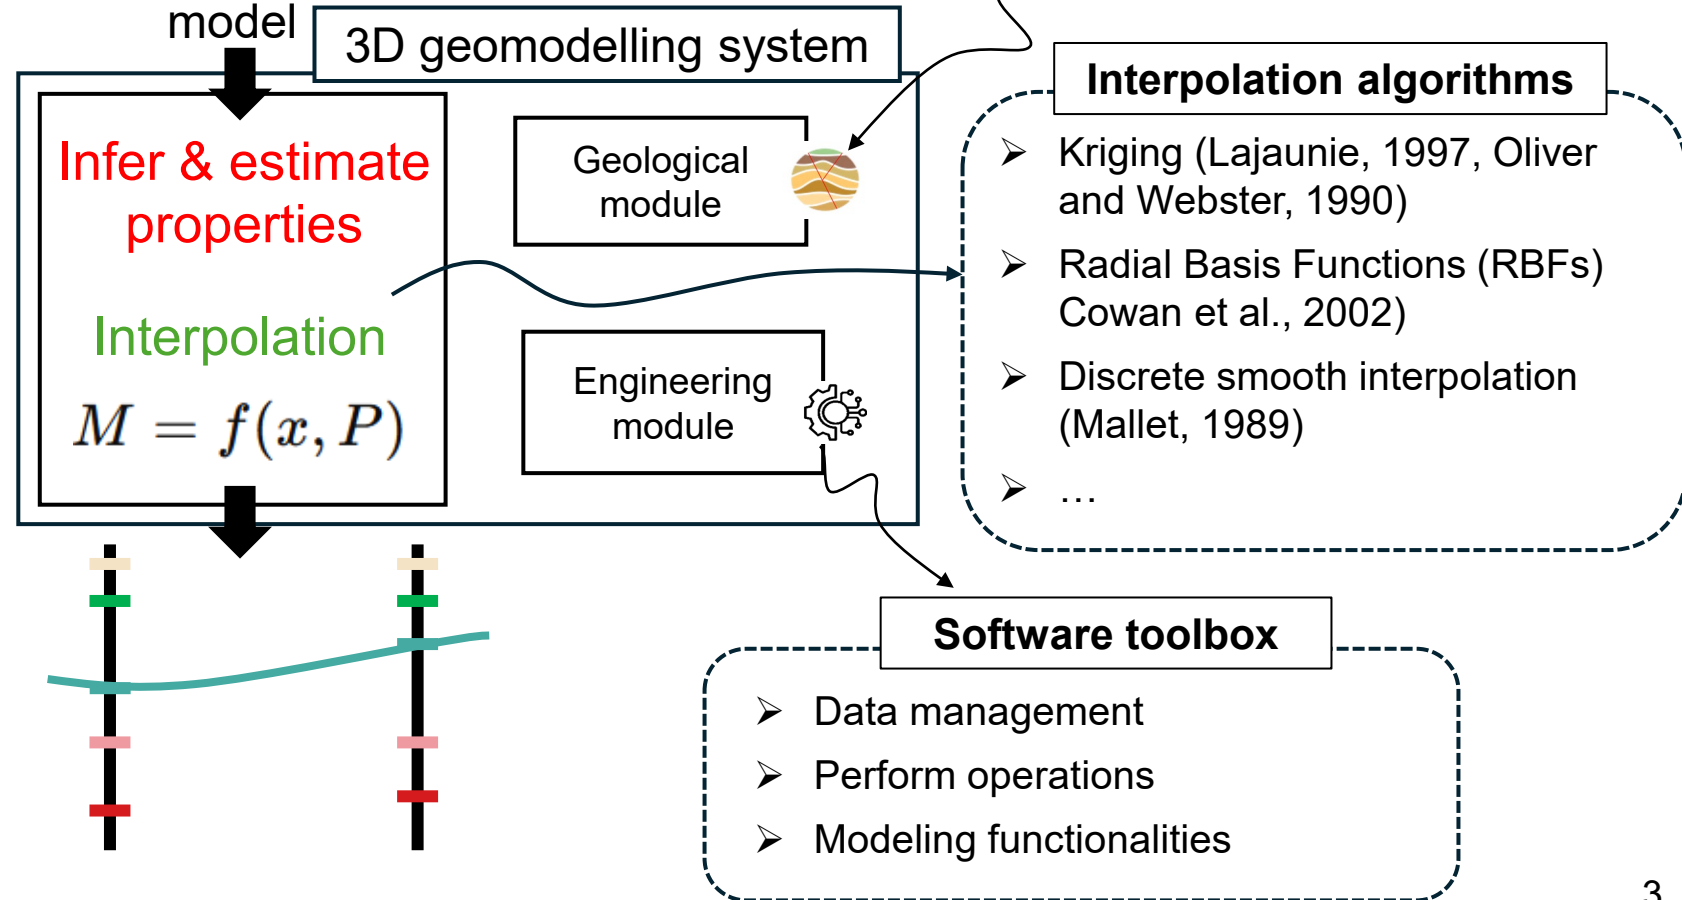 model
3D geomodelling system
Infer & estimate
properties
Interpolation
M = f(x, P)
Geological
module
Engineering
module
Interpolation algorithms
➢ Kriging (Lajaunie, 1997, Oliver
and Webster, 1990)
➢ Radial Basis Functions (RBFs)
Cowan et al., 2002)
➢ Discrete smooth interpolation
(Mallet, 1989)
➢ …
Software toolbox
➢ Data management
➢ Perform operations
➢ Modeling functionalities
3